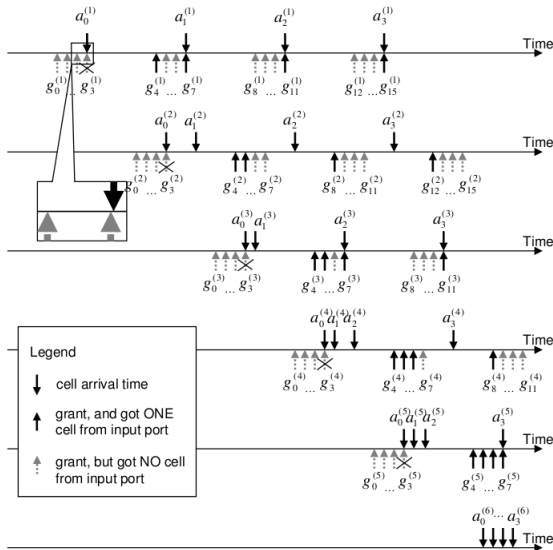 a_0^(1) a_1^(1) a_2^(1) a_3^(1)
Time
g_0^(1) ... g_3^(1) g_4^(1) ... g_7^(1) g_8^(1) ... g_11^(1) g_12^(1) ... g_15^(1)
a_0^(2) a_1^(2) a_2^(2) a_3^(2)
Time
g_0^(2) ... g_3^(2) g_4^(2) ... g_7^(2) g_8^(2) ... g_11^(2) g_12^(2) ... g_15^(2)
a_0^(3) a_1^(3) a_2^(3) a_3^(3)
Time
g_0^(3) ... g_3^(3) g_4^(3) ... g_7^(3) g_8^(3) ... g_11^(3)
a_0^(4) a_1^(4) a_2^(4) a_3^(4)
Time
g_0^(4) ... g_3^(4) g_4^(4) ... g_7^(4) g_8^(4) ... g_11^(4)
a_0^(5) a_1^(5) a_2^(5) a_3^(5)
Time
g_0^(5) ... g_3^(5) g_4^(5) ... g_7^(5)
a_0^(6) ... a_3^(6)
Time
Legend
cell arrival time
grant, and got ONE
cell from input port
grant, but got NO cell
from input port